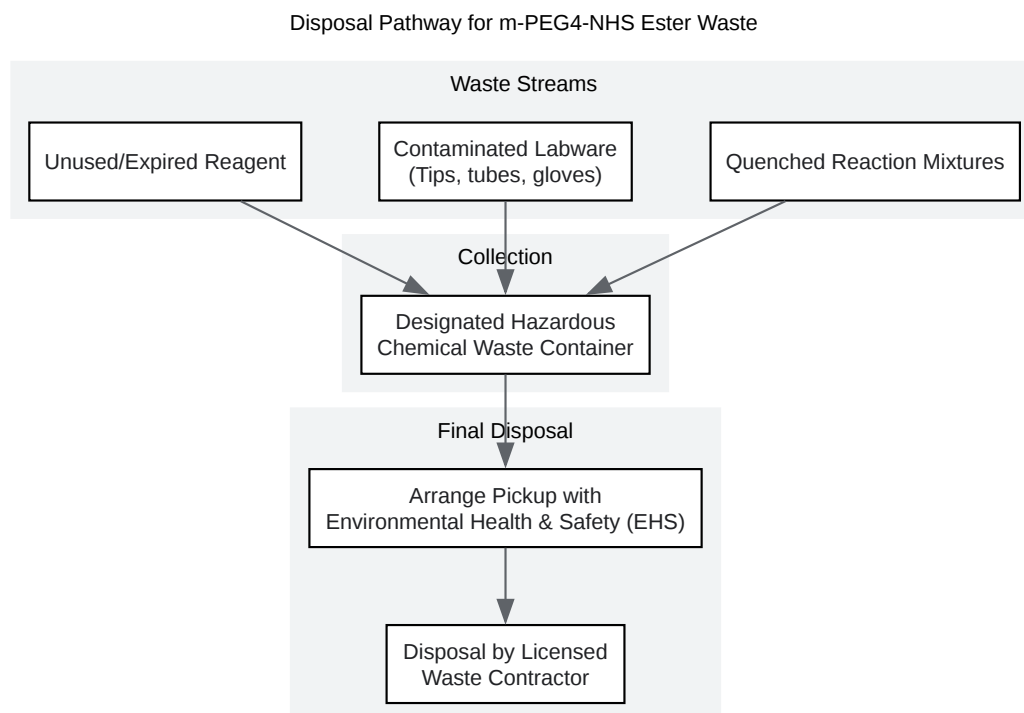 Disposal Pathway for m-PEG4-NHS Ester Waste
Waste Streams
Unused/Expired Reagent
Contaminated Labware
(Tips, tubes, gloves)
Quenched Reaction Mixtures
Collection
Designated Hazardous
Chemical Waste Container
Final Disposal
Arrange Pickup with
Environmental Health & Safety (EHS)
Disposal by Licensed
Waste Contractor